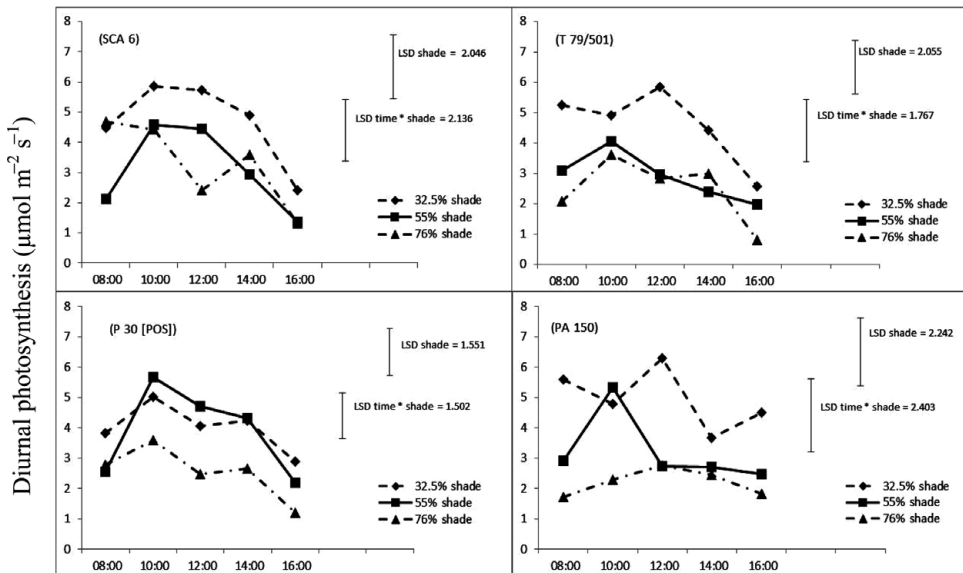 Diurnal photosynthesis (µmol m−2 s−1)
(SCA 6)
8
7
6
5
4
3
2
1
0
LSD shade = 2.046
LSD time * shade = 2.136
32.5% shade
55% shade
76% shade
08:00 10:00 12:00 14:00 16:00
(T 79/501)
8
7
6
5
4
3
2
1
0
LSD shade = 2.055
LSD time * shade = 1.767
32.5% shade
55% shade
76% shade
08:00 10:00 12:00 14:00 16:00
(P 30 [POS])
8
7
6
5
4
3
2
1
0
LSD shade = 1.551
LSD time * shade = 1.502
32.5% shade
55% shade
76% shade
08:00 10:00 12:00 14:00 16:00
(PA 150)
8
7
6
5
4
3
2
1
0
LSD shade = 2.242
LSD time * shade = 2.403
32.5% shade
55% shade
76% shade
08:00 10:00 12:00 14:00 16:00